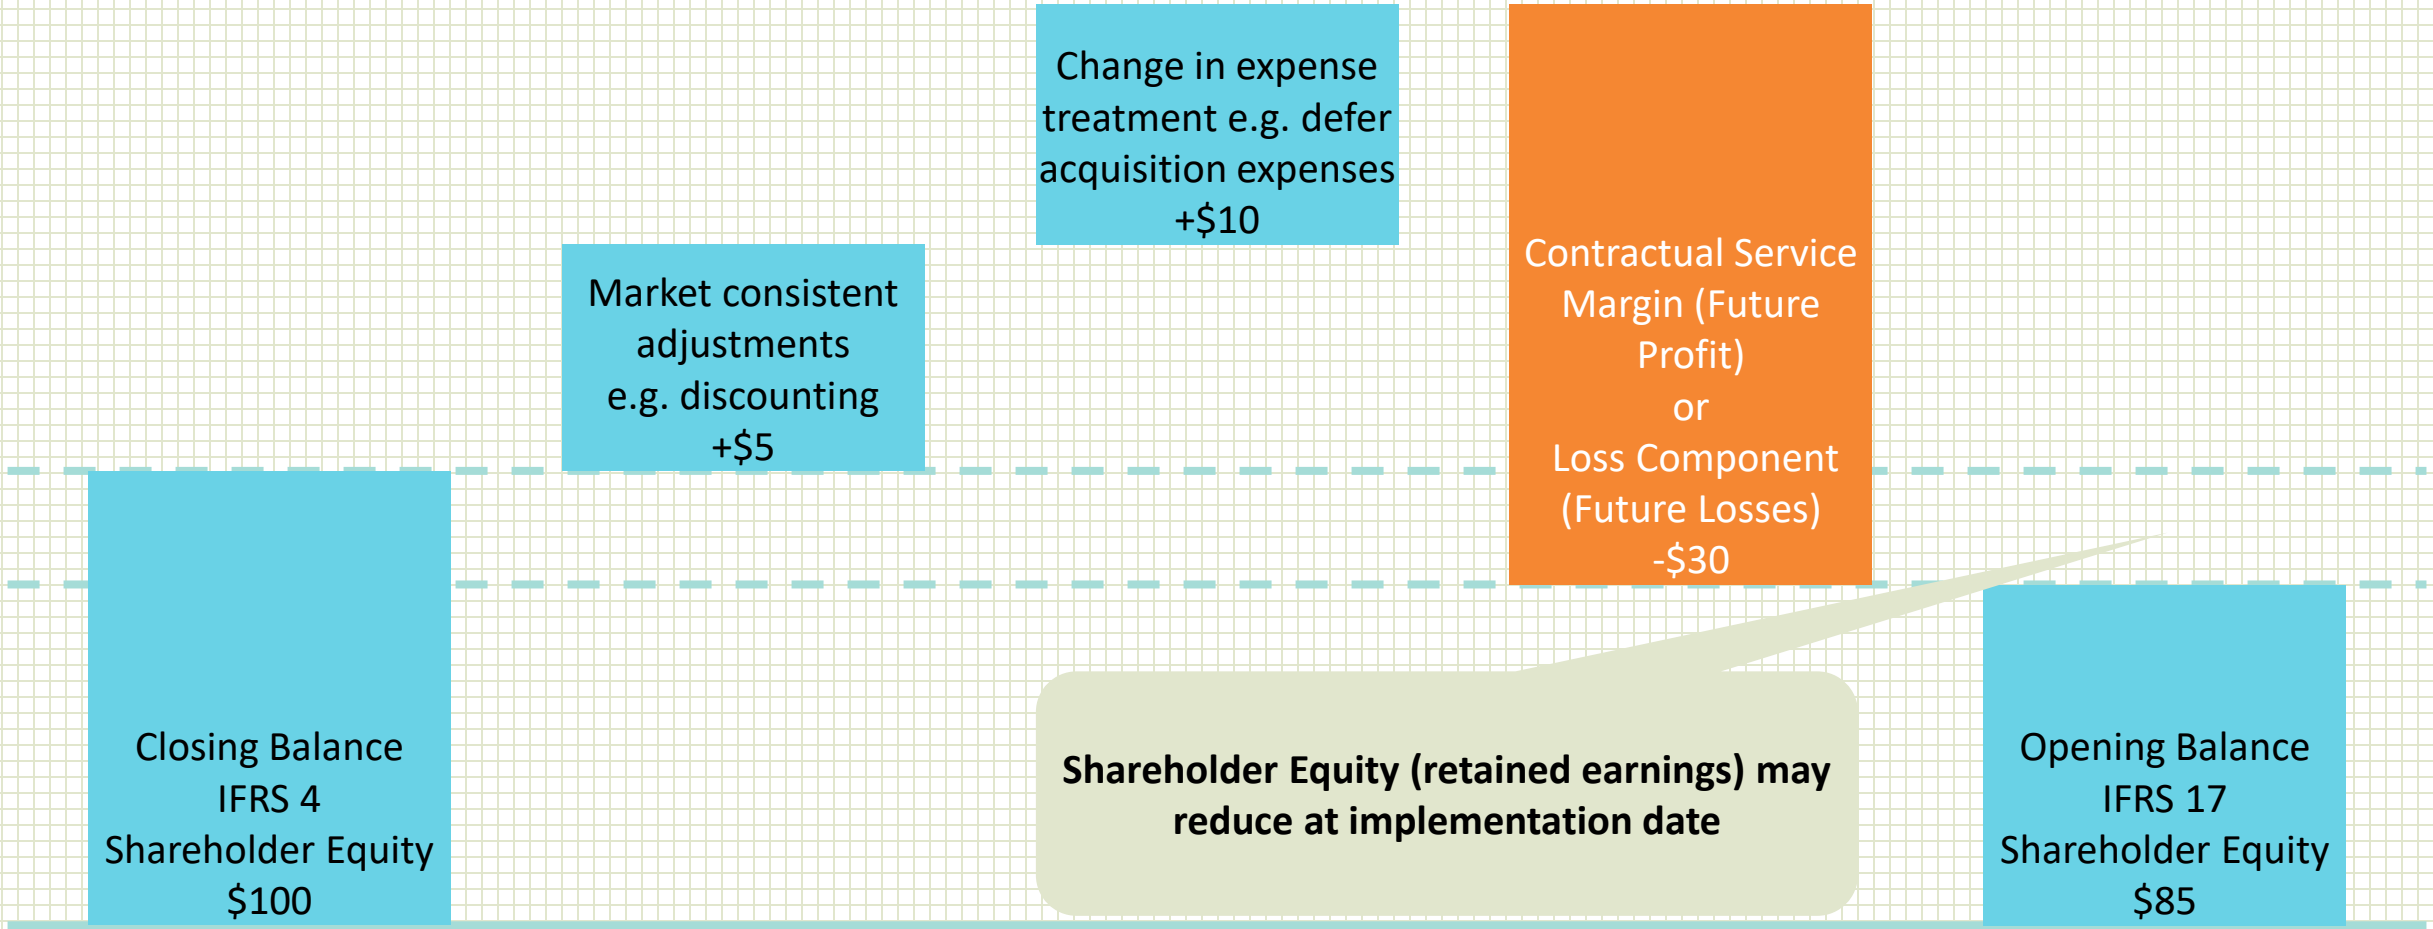 Closing Balance
IFRS 4
Shareholder Equity
$100
Market consistent
adjustments
e.g. discounting
+$5
Change in expense
treatment e.g. defer
acquisition expenses
+$10
Contractual Service
Margin (Future
Profit)
or
Loss Component
(Future Losses)
-$30
Shareholder Equity (retained earnings) may
reduce at implementation date
Opening Balance
IFRS 17
Shareholder Equity
$85